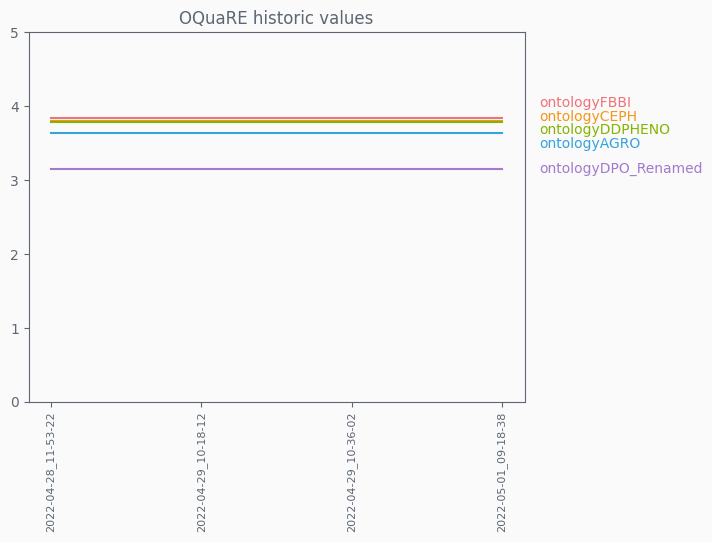 OQuaRE historic values
5
4
3
2
1
0
ontologyFBBI
ontologyCEPH
ontologyDDPHENO
ontologyAGRO
ontologyDPO_Renamed
2022-04-28_11-53-22
2022-04-29_10-18-12
2022-04-29_10-36-02
2022-05-01_09-18-38